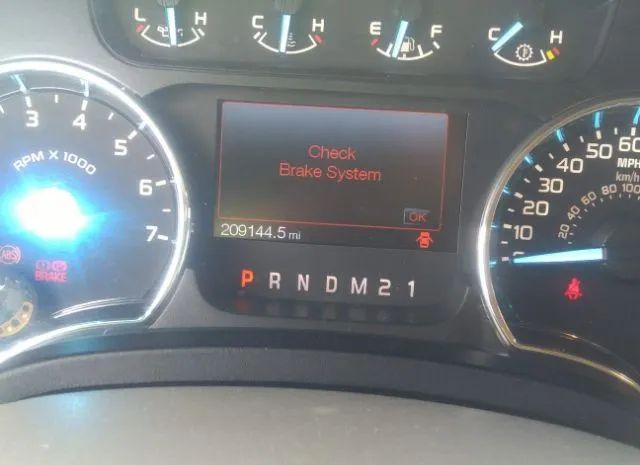 L H C H E F C H
3 4 5 6 7
RPM X 1000
ABS
BRAKE
Check
Brake System
OK
209144.5 mi
P R N D M 2 1
60
50
40
30
20
10
MPH
km/h
100
80
60
40
20